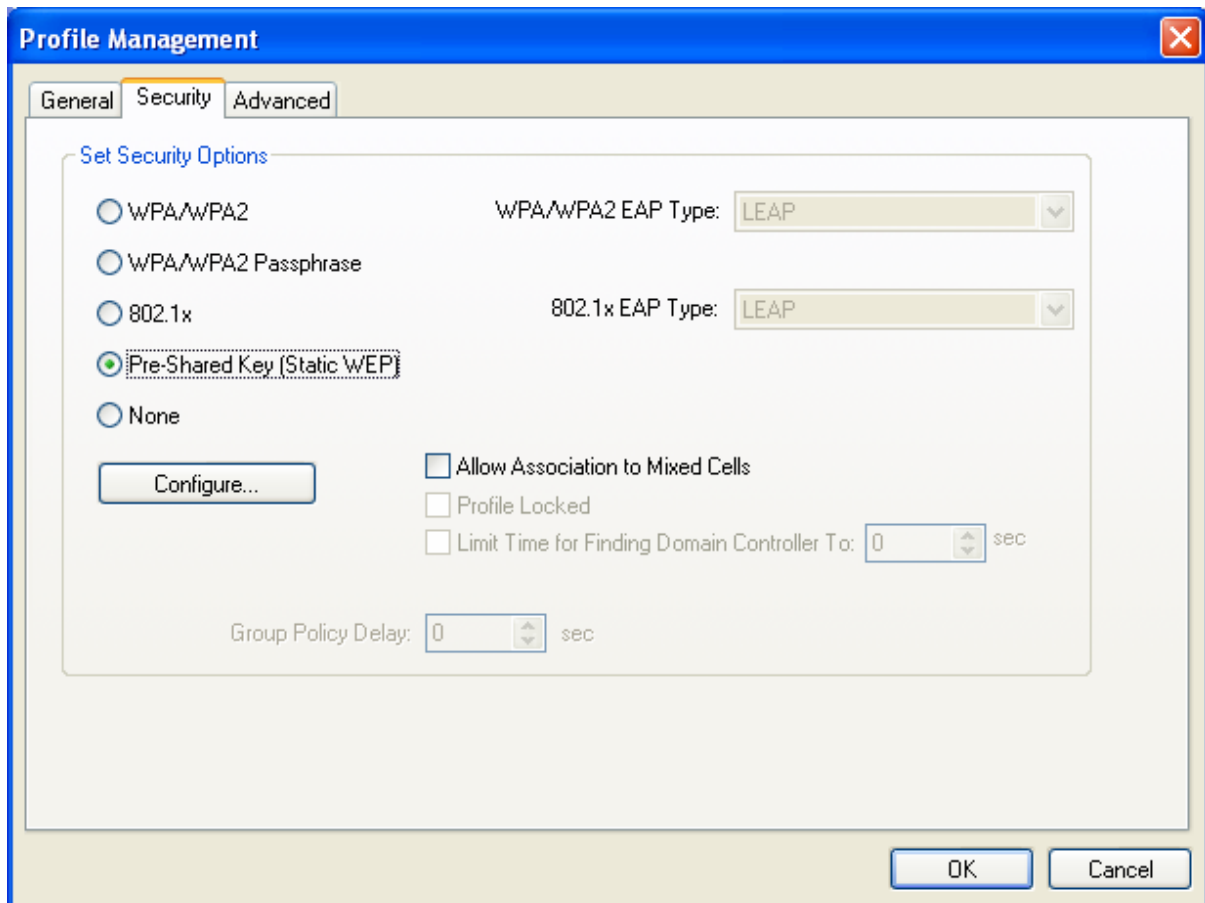 Profile Management
General Security Advanced
Set Security Options
WPA/WPA2 WPA/WPA2 EAP Type: LEAP
WPA/WPA2 Passphrase
802.1x 802.1x EAP Type: LEAP
Pre-Shared Key (Static WEP)
None
Configure... Allow Association to Mixed Cells
Profile Locked
Limit Time for Finding Domain Controller To: 0 sec
Group Policy Delay: 0 sec
OK Cancel